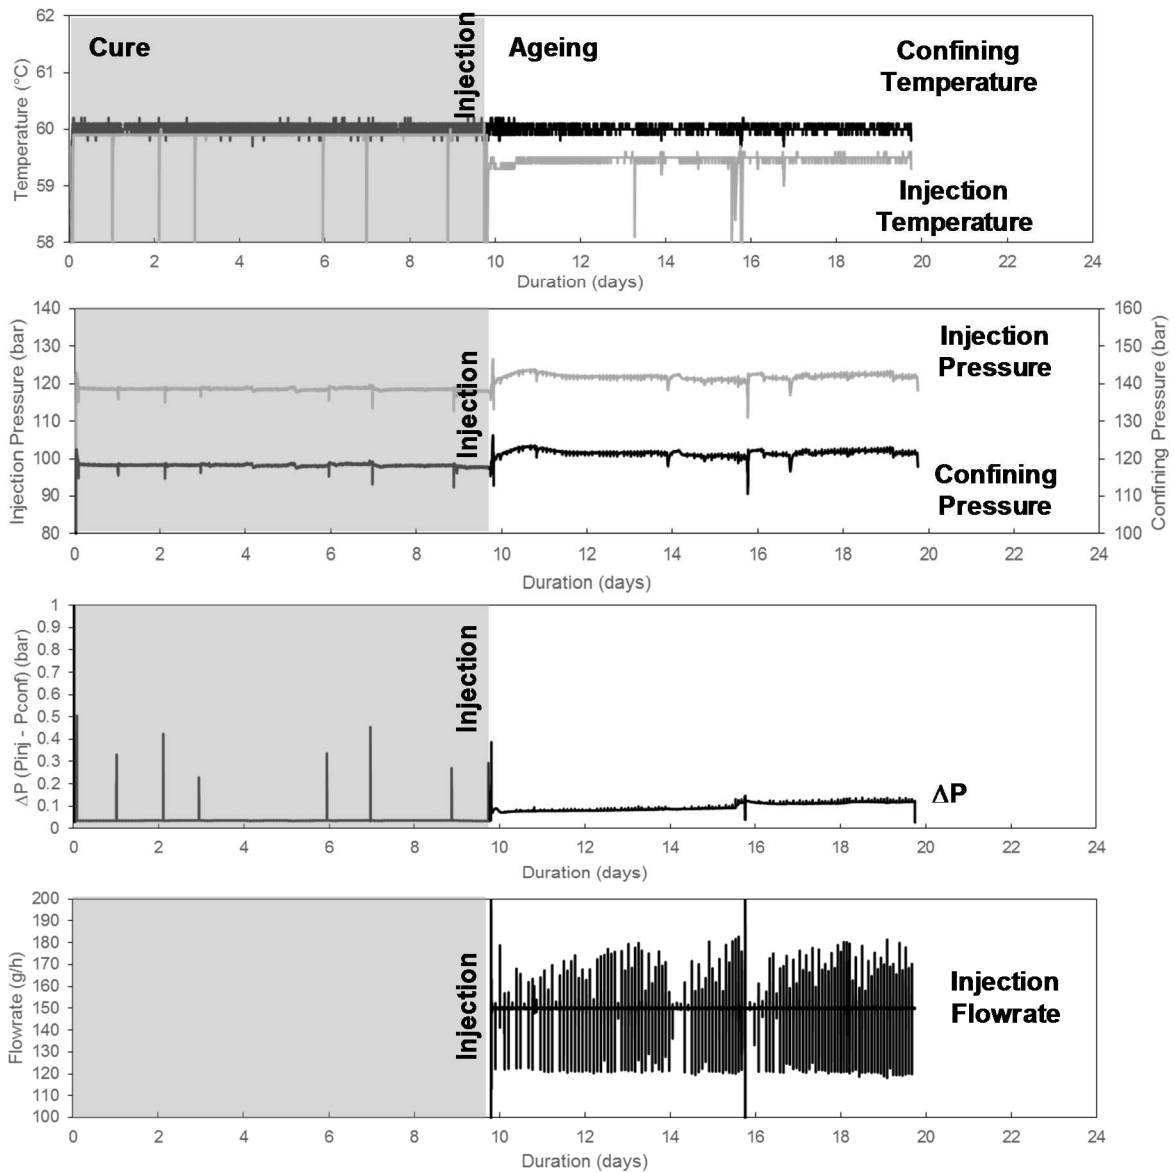 62
61
60
59
58
Temperature (°C)
Cure
Injection
Ageing
Confining
Temperature
Injection
Temperature
0 2 4 6 8 10 12 14 16 18 20 22 24
Duration (days)
140
130
120
110
100
90
80
Injection Pressure (bar)
Injection
Injection
Pressure
Confining
Pressure
160
150
140
130
120
110
100
Confining Pressure (bar)
0 2 4 6 8 10 12 14 16 18 20 22 24
Duration (days)
1
0.9
0.8
0.7
0.6
0.5
0.4
0.3
0.2
0.1
0
ΔP (Pinj - Pconf) (bar)
Injection
ΔP
0 2 4 6 8 10 12 14 16 18 20 22 24
Duration (days)
200
190
180
170
160
150
140
130
120
110
100
Flowrate (g/h)
Injection
Injection
Flowrate
0 2 4 6 8 10 12 14 16 18 20 22 24
Duration (days)